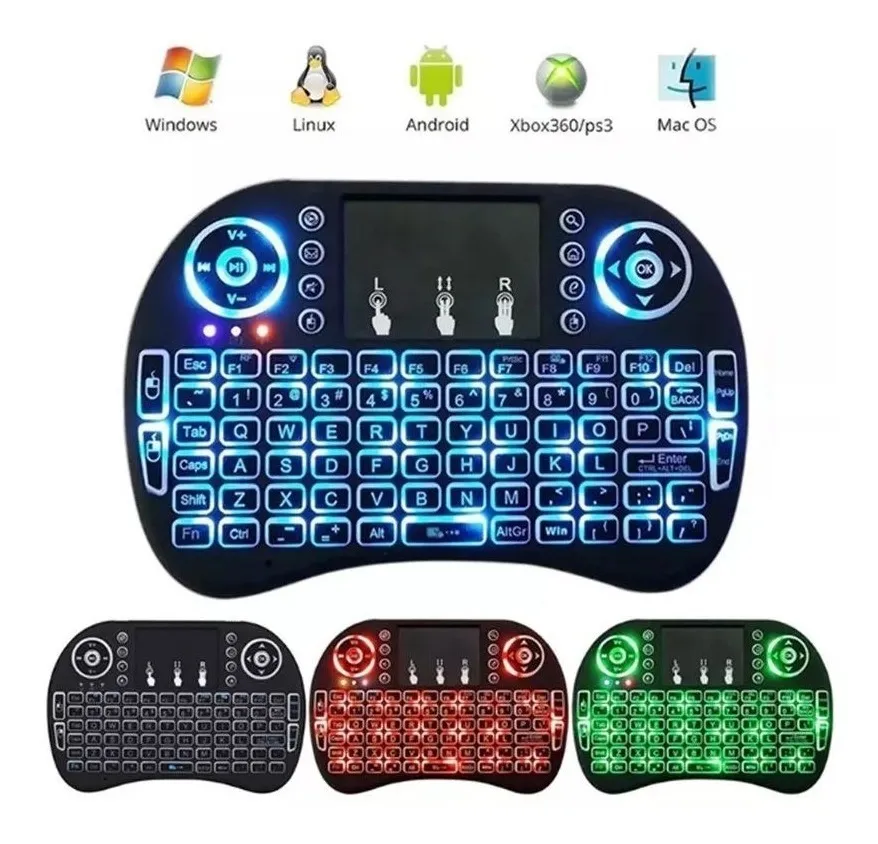 Windows Linux Android Xbox360/ps3 Mac OS
V+
OK
V−
L R
Esc RF F1 F2 F3 F4 F5 F6 PrtSc F7 F8 F11 F9 F12 F10 Del Home
` ~ 1 ! 2 @ 3 # 4 $ 5 % 6 ^ 7 & 8 * 9 ( 0 ) BACK PgUp
Tab Q W E R T Y U I O P \ | PgDn
Caps A S D F G H J K L Enter End
CTRL+ALT+DEL
Shift Z X C V B N M , < . > ; : ' "
Fn Ctrl - _ = + Alt AltGr Win [ { ] } / ?